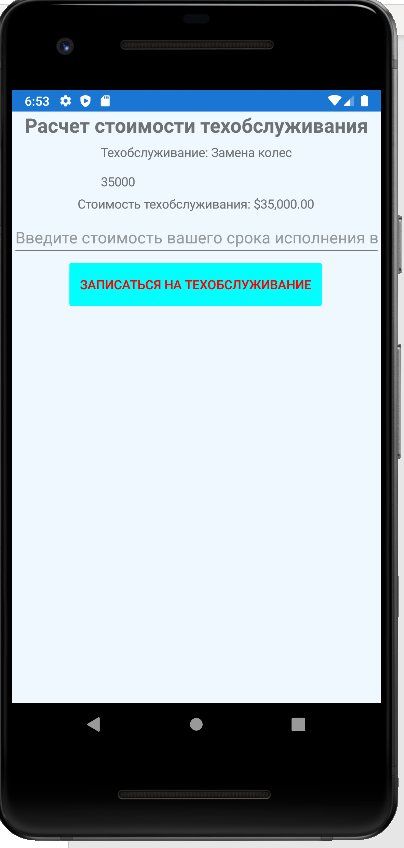 6:53
Расчет стоимости техобслуживания
Техобслуживание: Замена колес
35000
Стоимость техобслуживания: $35,000.00
Введите стоимость вашего срока исполнения в
ЗАПИСАТЬСЯ НА ТЕХОБСЛУЖИВАНИЕ